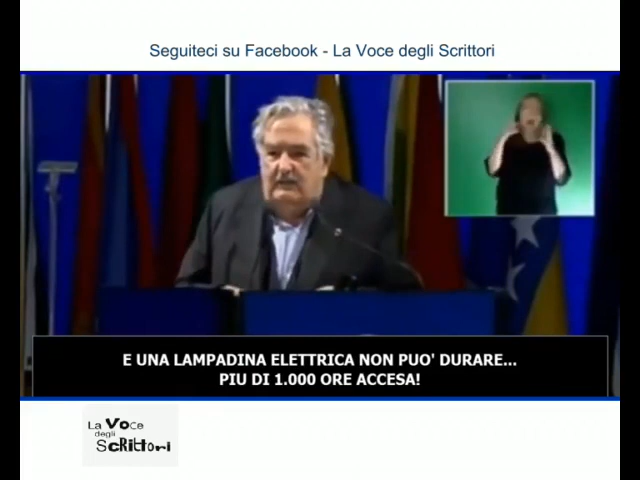 Seguiteci su Facebook - La Voce degli Scrittori
E UNA LAMPADINA ELETTRICA NON PUO' DURARE...
PIU DI 1.000 ORE ACCESA!
La Voce
degli
Scrittori